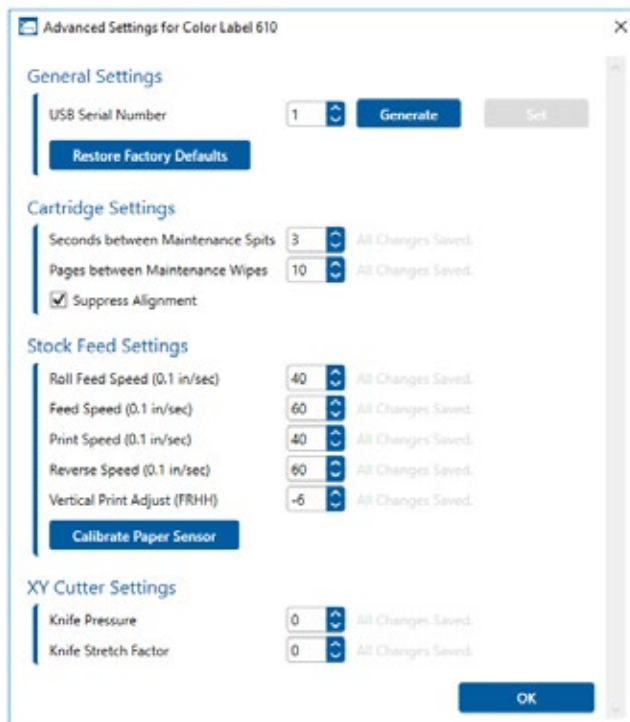 Advanced Settings for Color Label 610
General Settings
USB Serial Number 1 Generate Set
Restore Factory Defaults
Cartridge Settings
Seconds between Maintenance Spits 3 All Changes Saved.
Pages between Maintenance Wipes 10 All Changes Saved.
Suppress Alignment
Stock Feed Settings
Roll Feed Speed (0.1 in/sec) 40 All Changes Saved.
Feed Speed (0.1 in/sec) 60 All Changes Saved.
Print Speed (0.1 in/sec) 40 All Changes Saved.
Reverse Speed (0.1 in/sec) 60 All Changes Saved.
Vertical Print Adjust (FRHH) -6 All Changes Saved.
Calibrate Paper Sensor
XY Cutter Settings
Knife Pressure 0 All Changes Saved.
Knife Stretch Factor 0 All Changes Saved.
OK